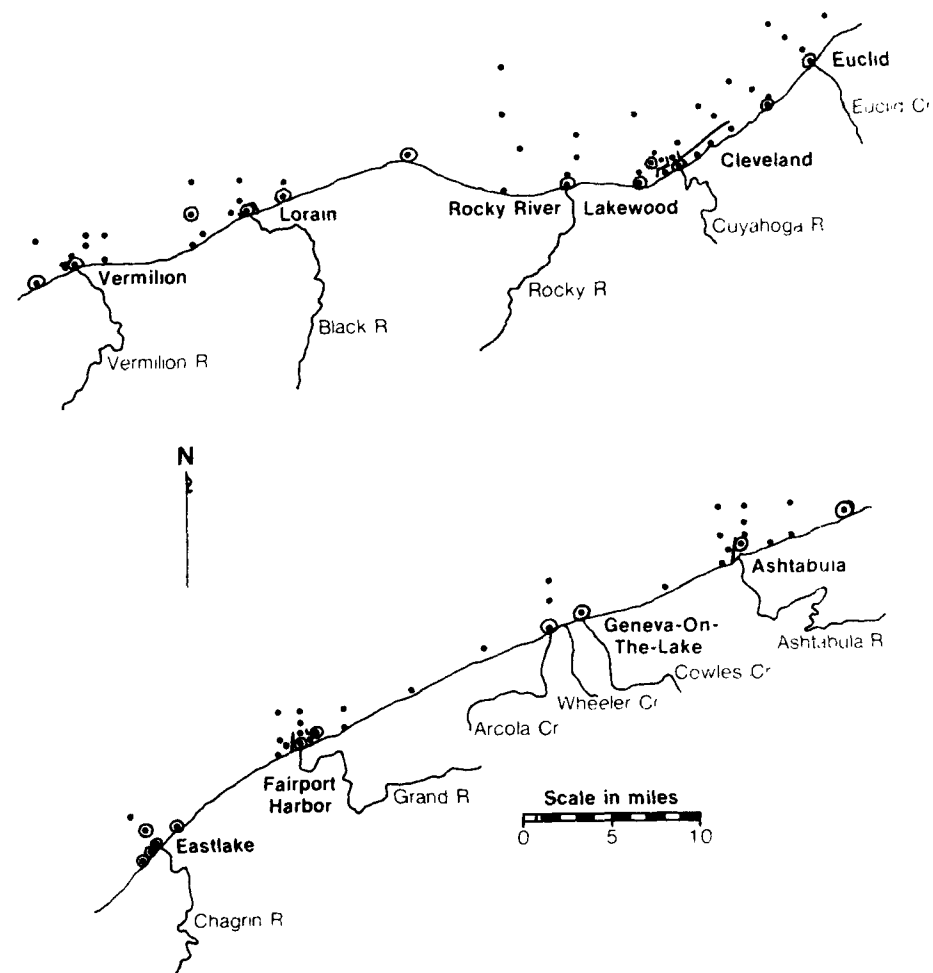 Euclid
Euclid Cr
Cleveland
Lorain
Rocky River
Lakewood
Cuyahoga R
Vermilion
Rocky R
Black R
Vermilion R
N
Ashtabula
Geneva-On-
The-Lake
Ashtabula R
Cowles Cr
Wheeler Cr
Arcola Cr
Fairport
Harbor
Grand R
Scale in miles
0 5 10
Eastlake
Chagrin R